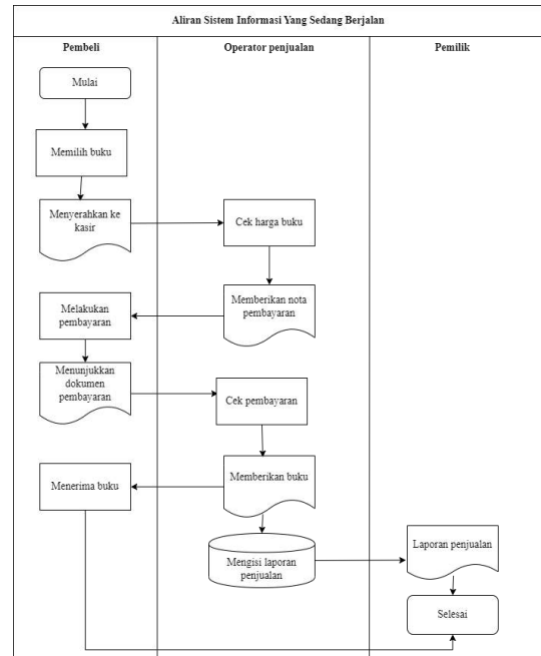 Aliran Sistem Informasi Yang Sedang Berjalan
Pembeli
Operator penjualan
Pemilik
Mulai
Memilih buku
Menyerahkan ke
kasir
Cek harga buku
Memberikan nota
pembayaran
Melakukan
pembayaran
Menunjukkan
dokumen
pembayaran
Cek pembayaran
Memberikan buku
Menerima buku
Mengisi laporan
penjualan
Laporan penjualan
Selesai